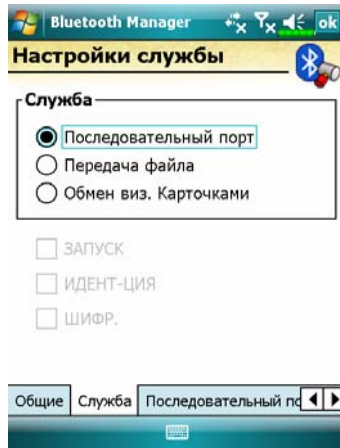 Bluetooth Manager ok
Настройки службы
Служба
Последовательный порт
Передача файла
Обмен виз. Карточками
ЗАПУСК
ИДЕНТ-ЦИЯ
ШИФР.
Общие Служба Последовательный по